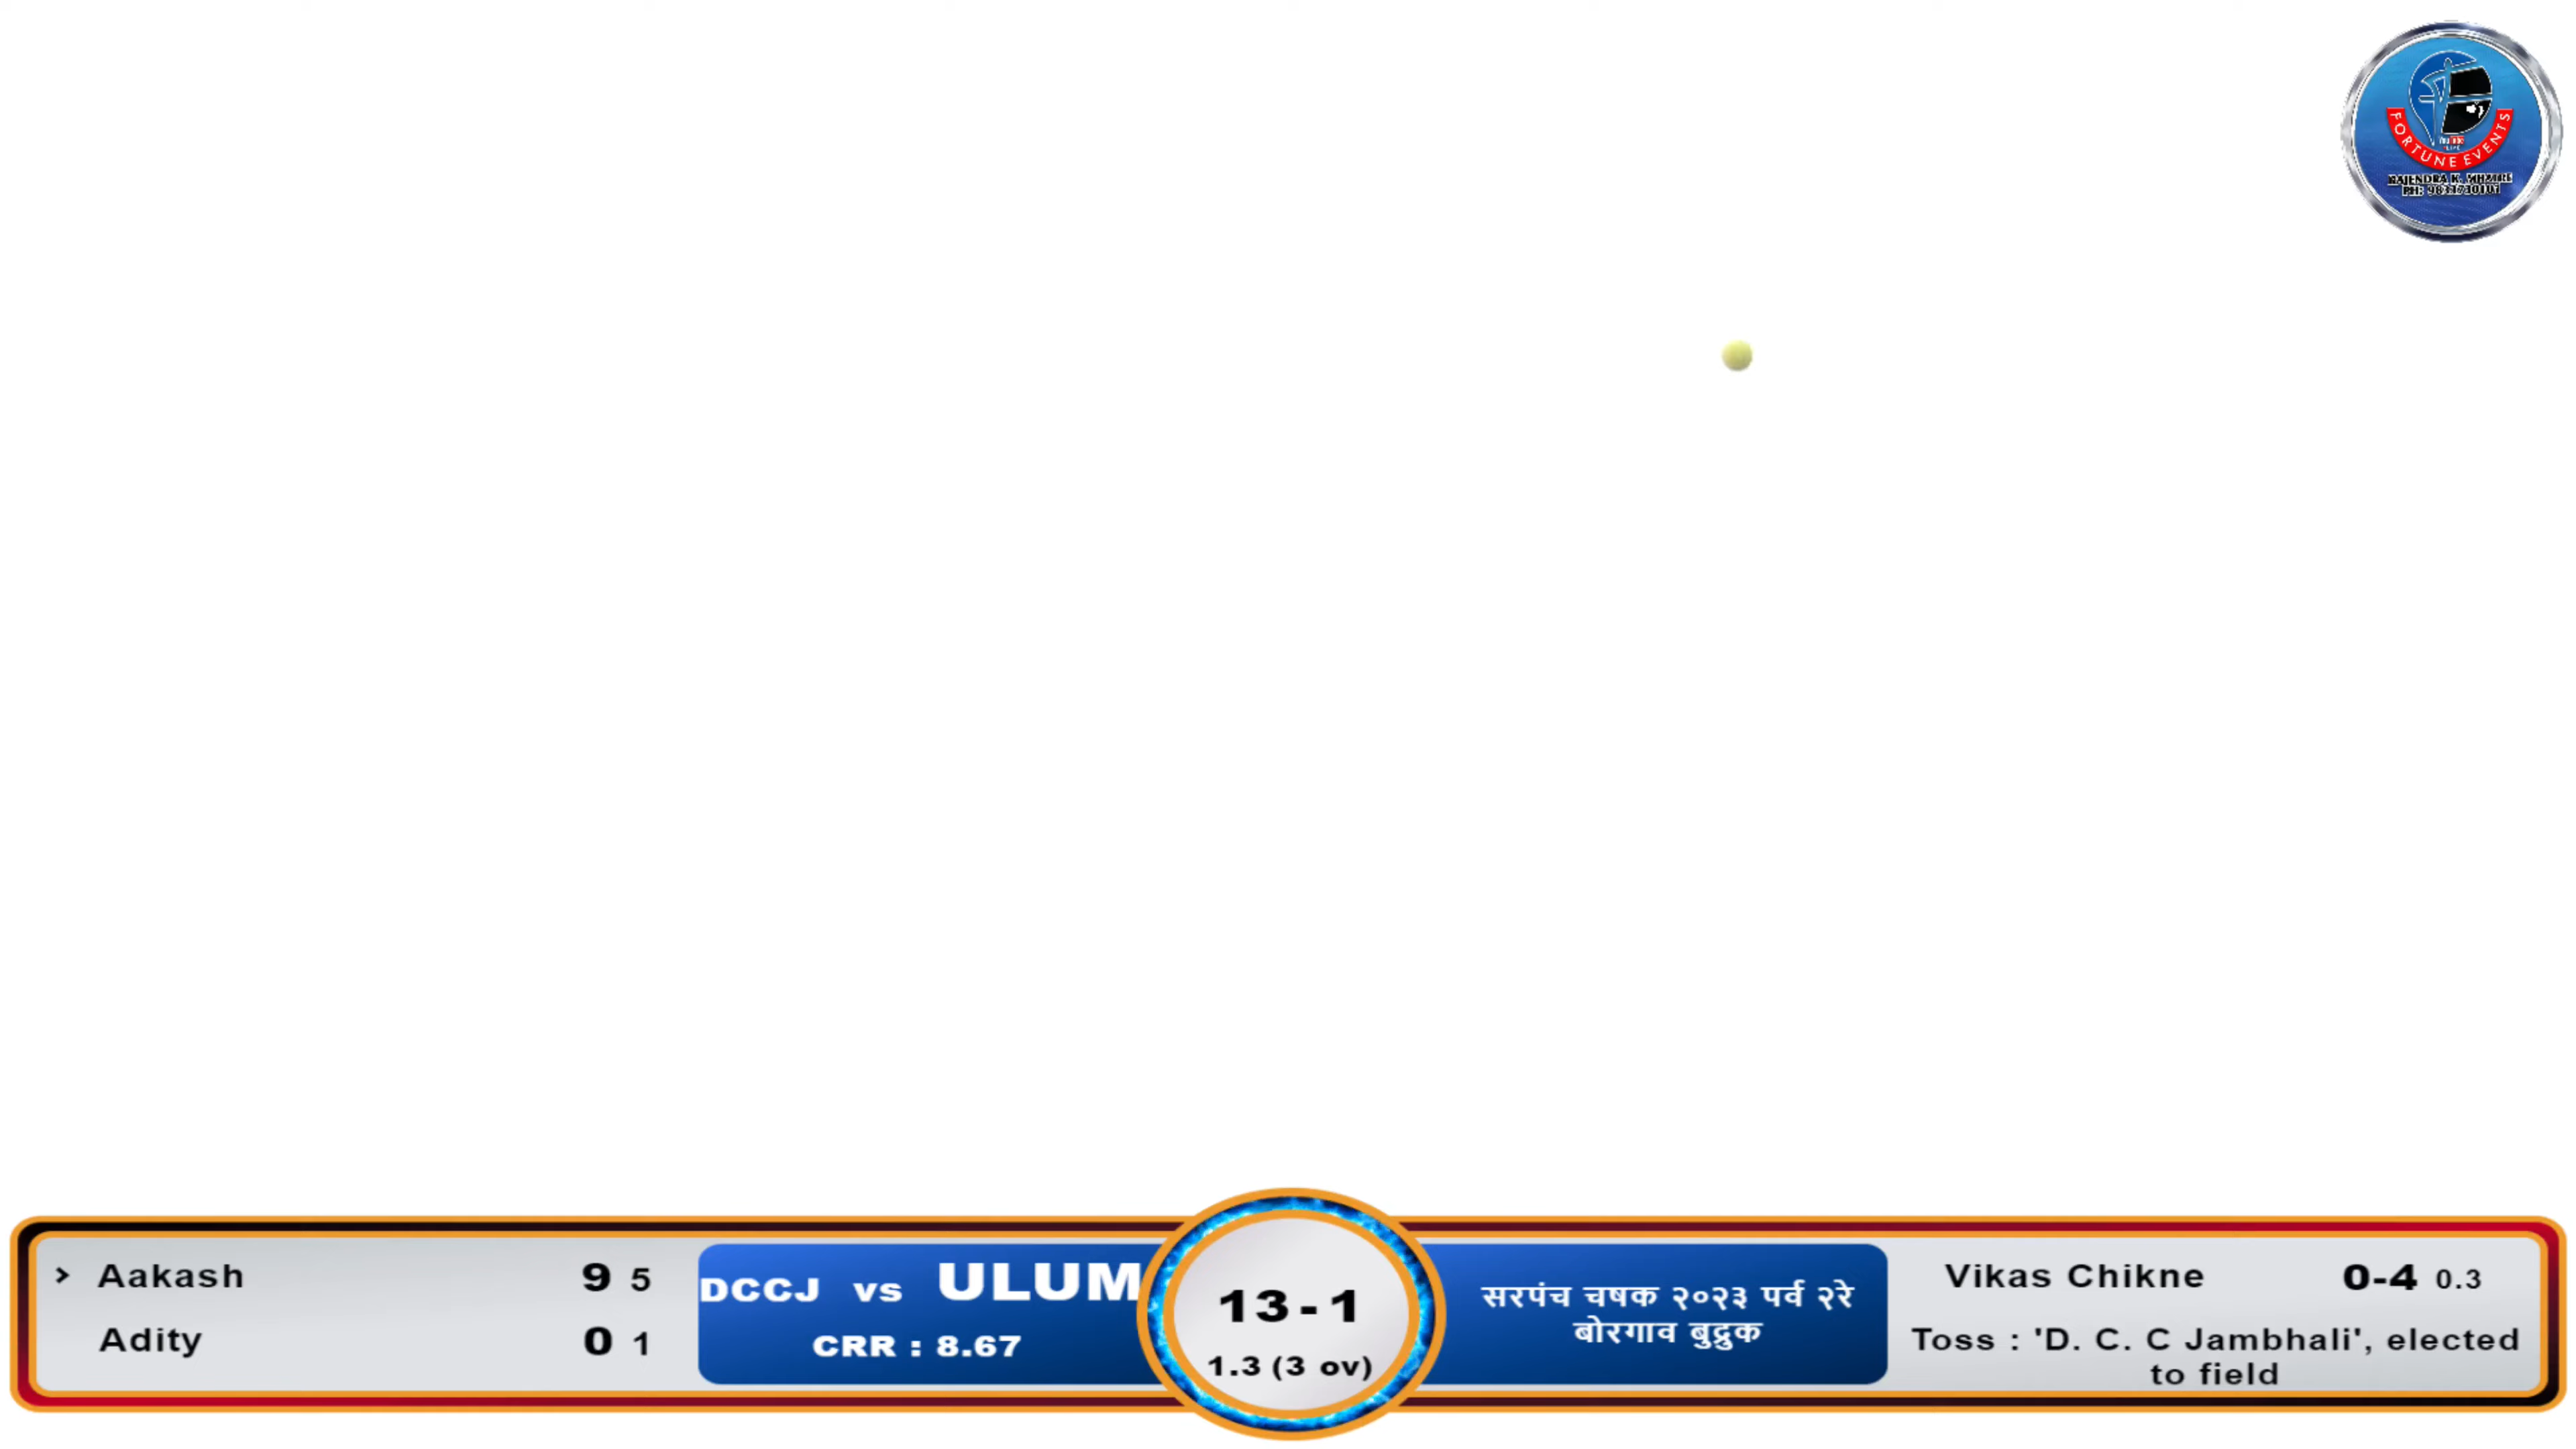 FORTUNE EVENTS
> Aakash 9 5
Adity 0 1
DCCJ vs ULUM
CRR : 8.67
13-1
1.3 (3 ov)
सरपंच चषक २०२३ पर्व २रे
बोरगाव बुद्रुक
Vikas Chikne 0-4 0.3
Toss : 'D. C. C Jambhali', elected
to field